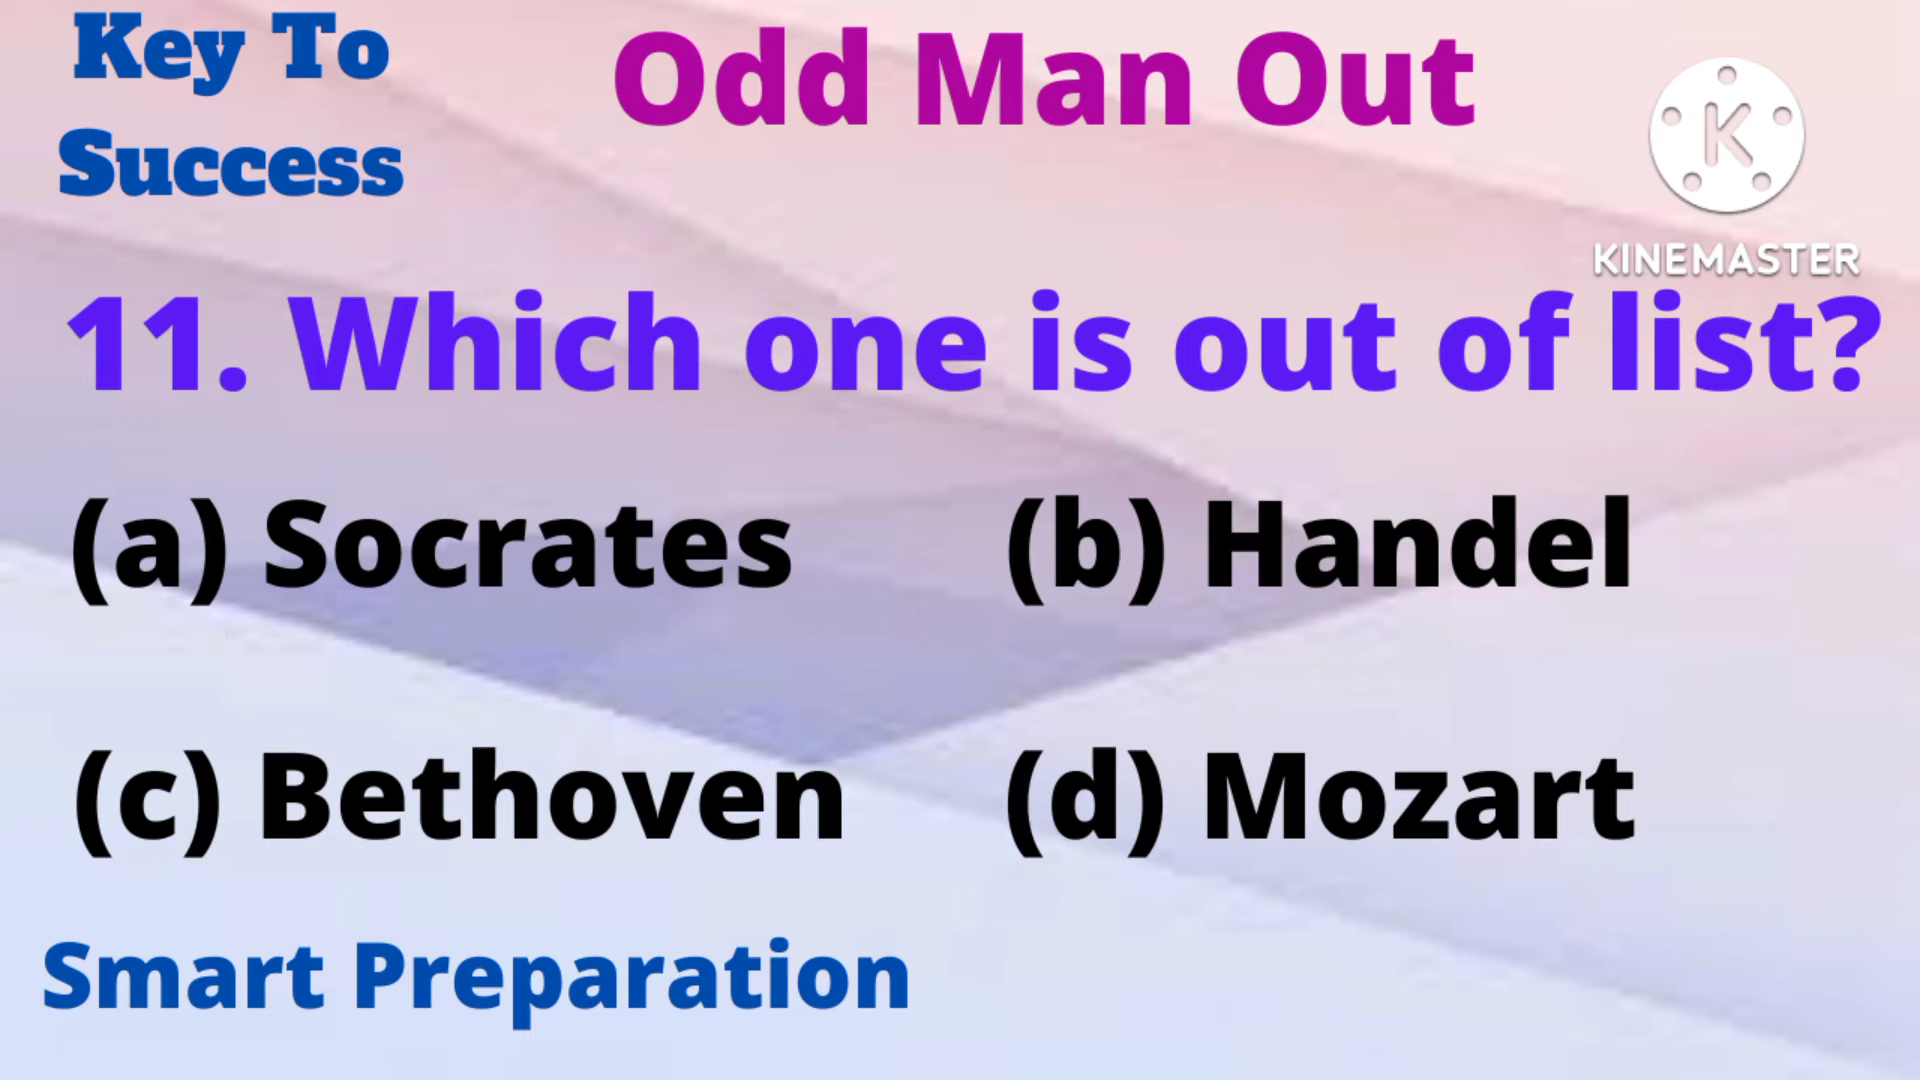 Key To
Success
Odd Man Out
K
KINEMASTER
11. Which one is out of list?
(a) Socrates (b) Handel
(c) Bethoven (d) Mozart
Smart Preparation